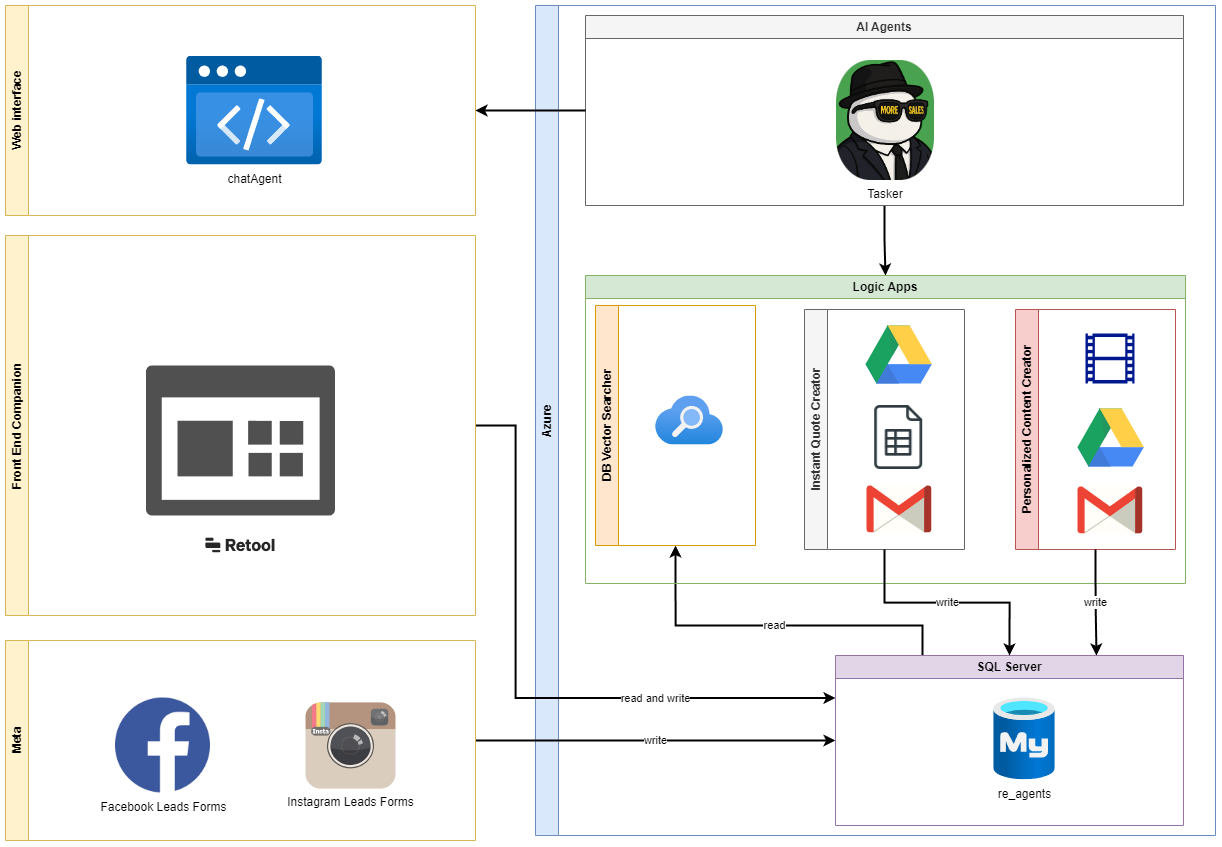 Web interface
chatAgent
Front End Companion
Retool
Meta
Facebook Leads Forms
Insta
Instagram Leads Forms
Azure
AI Agents
MORE
SALES
Tasker
Logic Apps
DB Vector Searcher
Instant Quote Creator
Personalized Content Creator
write
write
read
read and write
write
SQL Server
My
re_agents